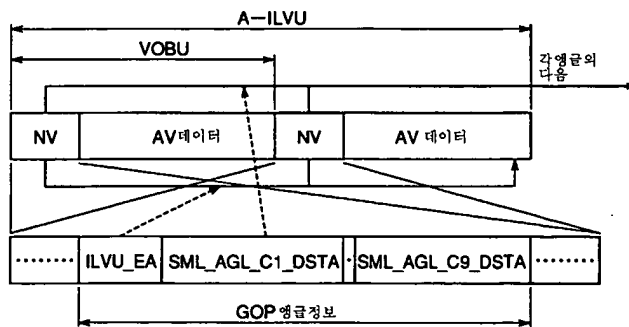 A-ILVU
VOBU
각앵글의
다음
NV
AV데이터
NV
AV 데이터
········ ILVU_EA SML_AGL_C1_DSTA · SML_AGL_C9_DSTA ········
GOP 앵글정보